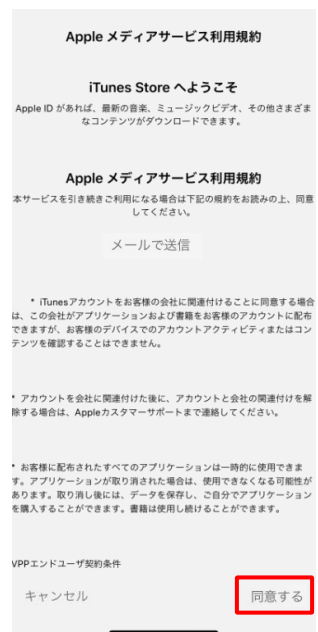 Apple メディアサービス利用規約
iTunes Store へようこそ
Apple ID があれば、最新の音楽、ミュージックビデオ、その他さまざま
なコンテンツがダウンロードできます。
Apple メディアサービス利用規約
本サービスを引き続きご利用になる場合は下記の規約をお読みの上、同意
してください。
メールで送信
* iTunesアカウントをお客様の会社に関連付けることに同意する場合
は、この会社がアプリケーションおよび書籍をお客様のアカウントに配布
できますが、お客様のデバイスでのアカウントアクティビティまたはコン
テンツを確認することはできません。
* アカウントを会社に関連付けた後に、アカウントと会社の関連付けを解
除する場合は、Appleカスタマーサポートまで連絡してください。
* お客様に配布されたすべてのアプリケーションは一時的に使用できま
す。アプリケーションが取り消された場合は、使用できなくなる可能性が
あります。取り消し後には、データを保存し、ご自分でアプリケーション
を購入することができます。書籍は使用し続けることができます。
VPPエンドユーザ契約条件
キャンセル
同意する